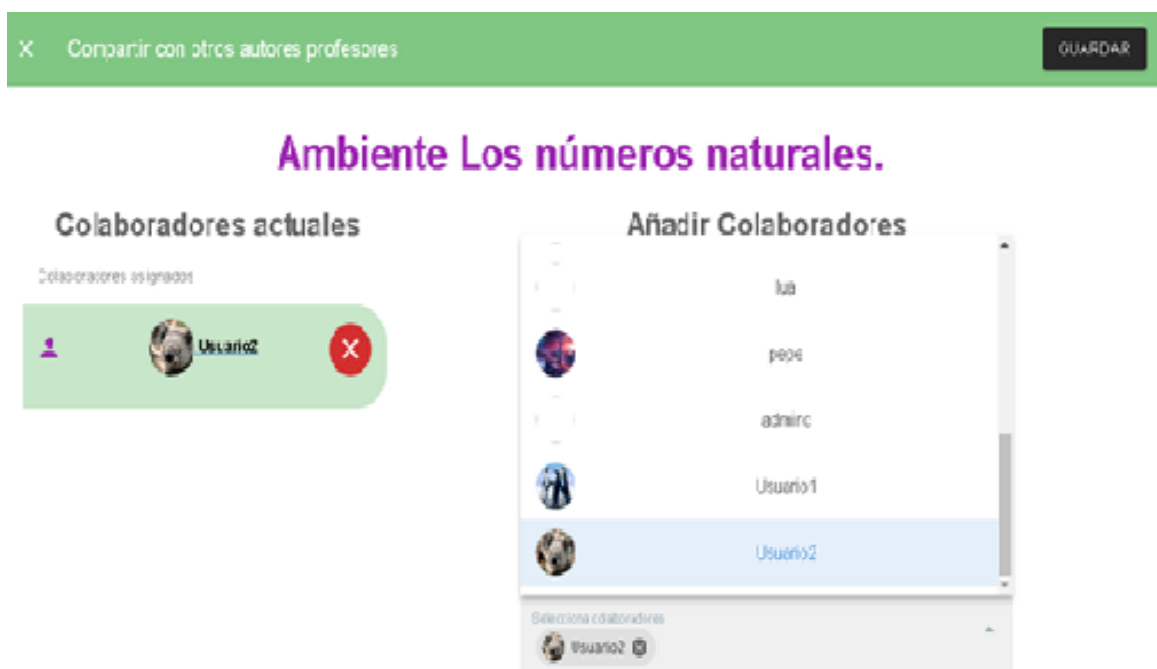 Compartir con otros autores profesores
GUARDAR
Ambiente Los números naturales.
Colaboradores actuales
Colaboradores asignados
Usuario2
Añadir Colaboradores
lua
pepe
Usuario1
Usuario2
Selecciona colaboradores
Usuario2